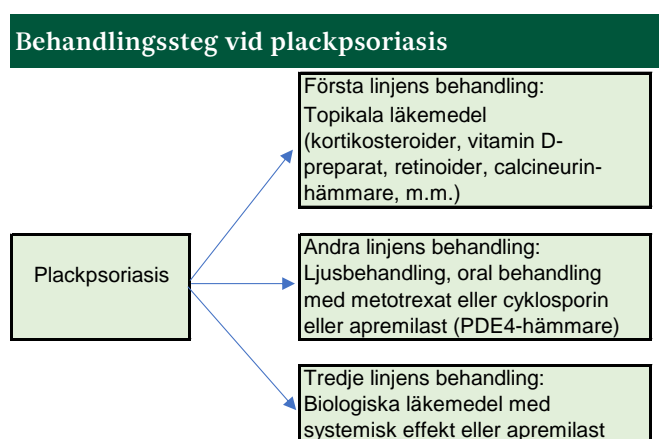 Behandlingssteg vid plackpsoriasis
Första linjens behandling:
Topikala läkemedel
(kortikosteroider, vitamin D-
preparat, retinoider, calcineurin-
hämmare, m.m.)
Plackpsoriasis
Andra linjens behandling:
Ljusbehandling, oral behandling
med metotrexat eller cyklosporin
eller apremilast (PDE4-hämmare)
Tredje linjens behandling:
Biologiska läkemedel med
systemisk effekt eller apremilast